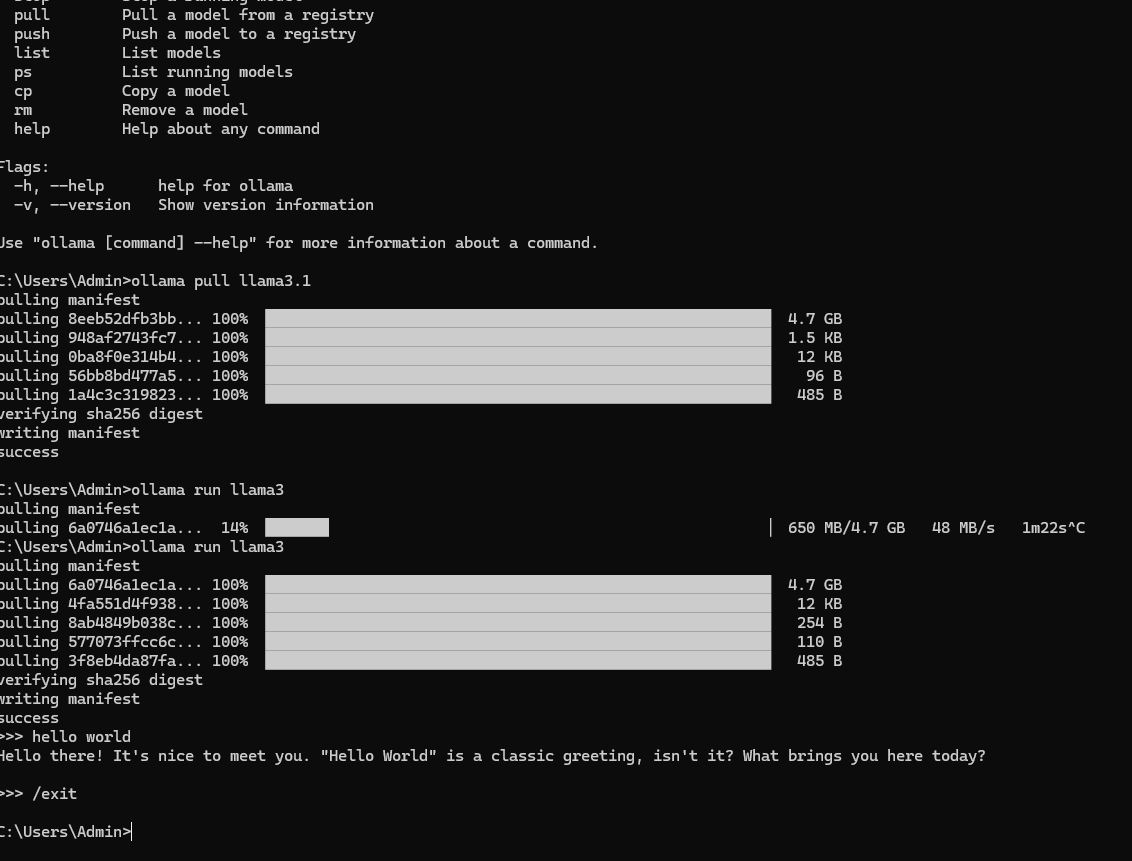 pull        Pull a model from a registry
push        Push a model to a registry
list        List models
ps          List running models
cp          Copy a model
rm          Remove a model
help        Help about any command
Flags:
-h, --help      help for ollama
-v, --version   Show version information
Use "ollama [command] --help" for more information about a command.
C:\Users\Admin>ollama pull llama3.1
pulling manifest
pulling 8eeb52dfb3bb... 100% 4.7 GB
pulling 948af2743fc7... 100% 1.5 KB
pulling 0ba8f0e314b4... 100% 12 KB
pulling 56bb8bd477a5... 100% 96 B
pulling 1a4c3c319823... 100% 485 B
verifying sha256 digest
writing manifest
success
C:\Users\Admin>ollama run llama3
pulling manifest
pulling 6a0746a1ec1a... 14% 650 MB/4.7 GB 48 MB/s 1m22s^C
C:\Users\Admin>ollama run llama3
pulling manifest
pulling 6a0746a1ec1a... 100% 4.7 GB
pulling 4fa551d4f938... 100% 12 KB
pulling 8ab4849b038c... 100% 254 B
pulling 577073ffcc6c... 100% 110 B
pulling 3f8eb4da87fa... 100% 485 B
verifying sha256 digest
writing manifest
success
>>> hello world
Hello there! It's nice to meet you. "Hello World" is a classic greeting, isn't it? What brings you here today?
>>> /exit
C:\Users\Admin>